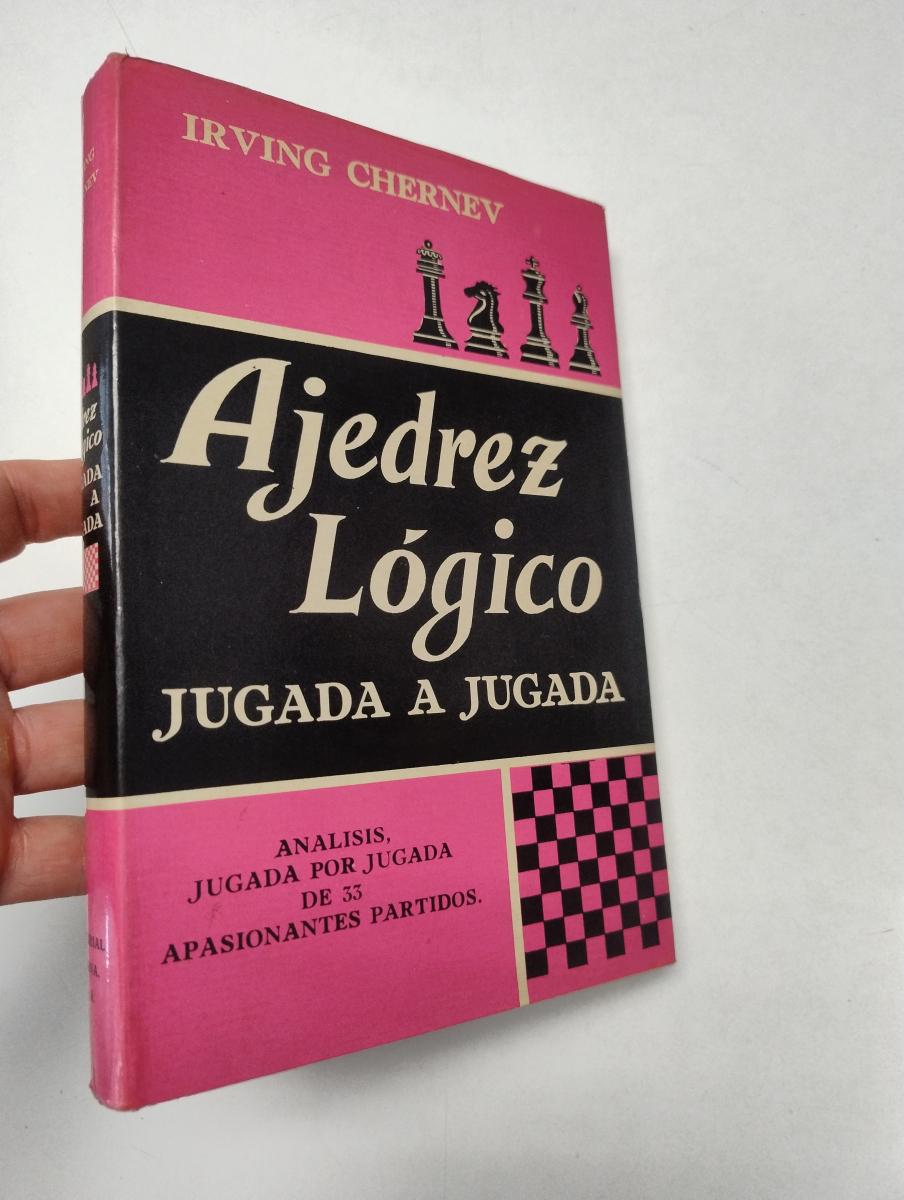 IRVING CHERNEV
Ajedrez
Lógico
JUGADA A JUGADA
ANALISIS,
JUGADA POR JUGADA
DE 33
APASIONANTES PARTIDOS.
A